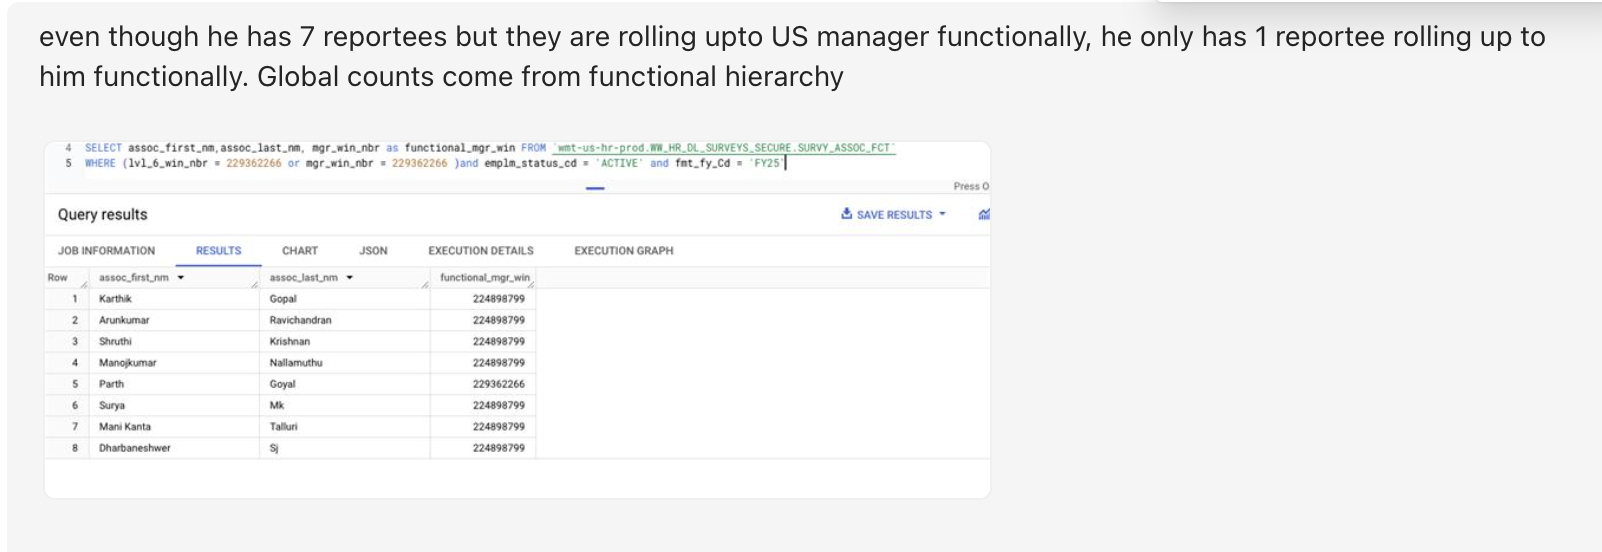 even though he has 7 reportees but they are rolling upto US manager functionally, he only has 1 reportee rolling up to
him functionally. Global counts come from functional hierarchy
4 SELECT assoc_first_nm,assoc_last_nm, mgr_win_nbr as functional_mgr_win FROM `wmt-us-hr-prod.WW_HR_DL_SURVEYS_SECURE.SURVY_ASSOC_FCT`
5 WHERE (lvl_6_win_nbr = 229362266 or mgr_win_nbr = 229362266 )and emplm_status_cd = 'ACTIVE' and fmt_fy_Cd = 'FY25'
Press O
Query results SAVE RESULTS
JOB INFORMATION RESULTS CHART JSON EXECUTION DETAILS EXECUTION GRAPH
Row assoc_first_nm assoc_last_nm functional_mgr_win
1 Karthik Gopal 224898799
2 Arunkumar Ravichandran 224898799
3 Shruthi Krishnan 224898799
4 Manojkumar Nallamuthu 224898799
5 Parth Goyal 229362266
6 Surya Mk 224898799
7 Mani Kanta Talluri 224898799
8 Dharbaneshwer Sj 224898799